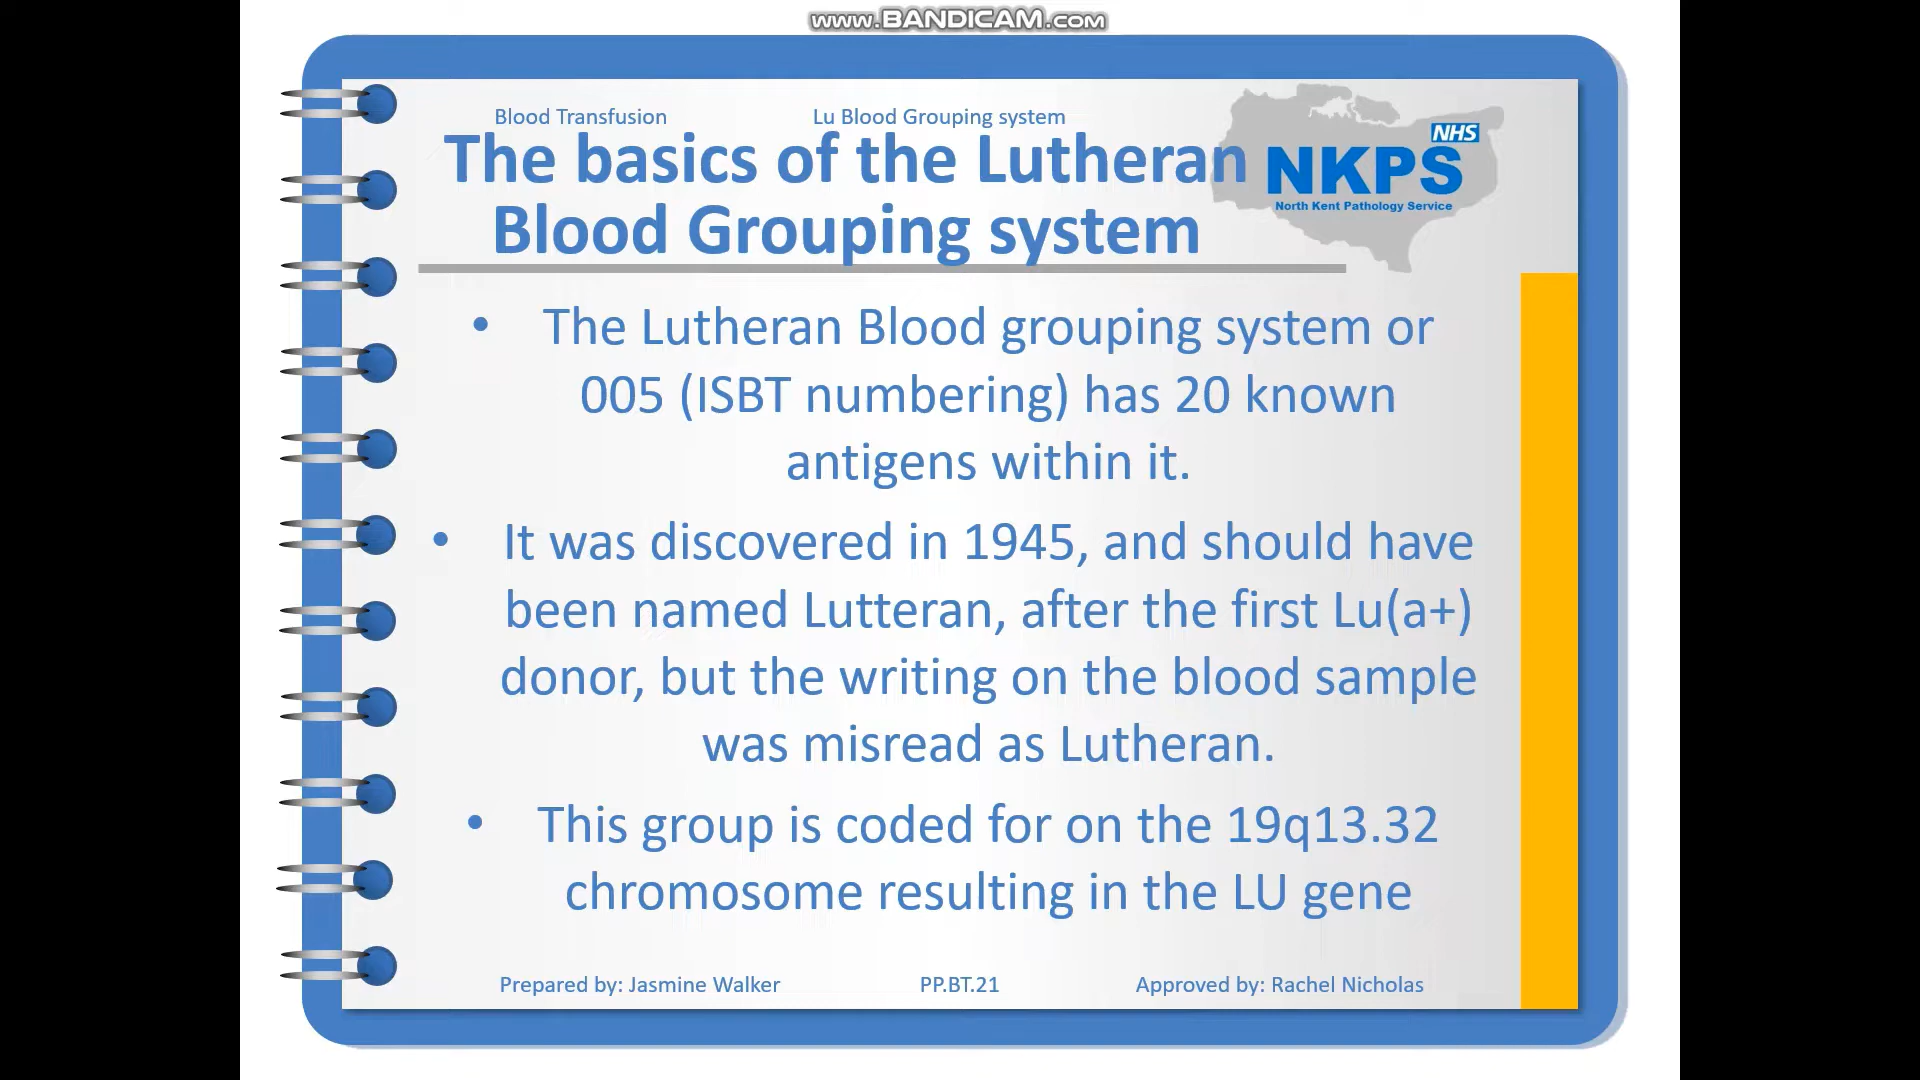 www.BANDICAM.com
Blood Transfusion Lu Blood Grouping system
The basics of the Lutheran
Blood Grouping system
NHS
NKPS
North Kent Pathology Service
• The Lutheran Blood grouping system or
005 (ISBT numbering) has 20 known
antigens within it.
• It was discovered in 1945, and should have
been named Lutteran, after the first Lu(a+)
donor, but the writing on the blood sample
was misread as Lutheran.
• This group is coded for on the 19q13.32
chromosome resulting in the LU gene
Prepared by: Jasmine Walker PP.BT.21 Approved by: Rachel Nicholas